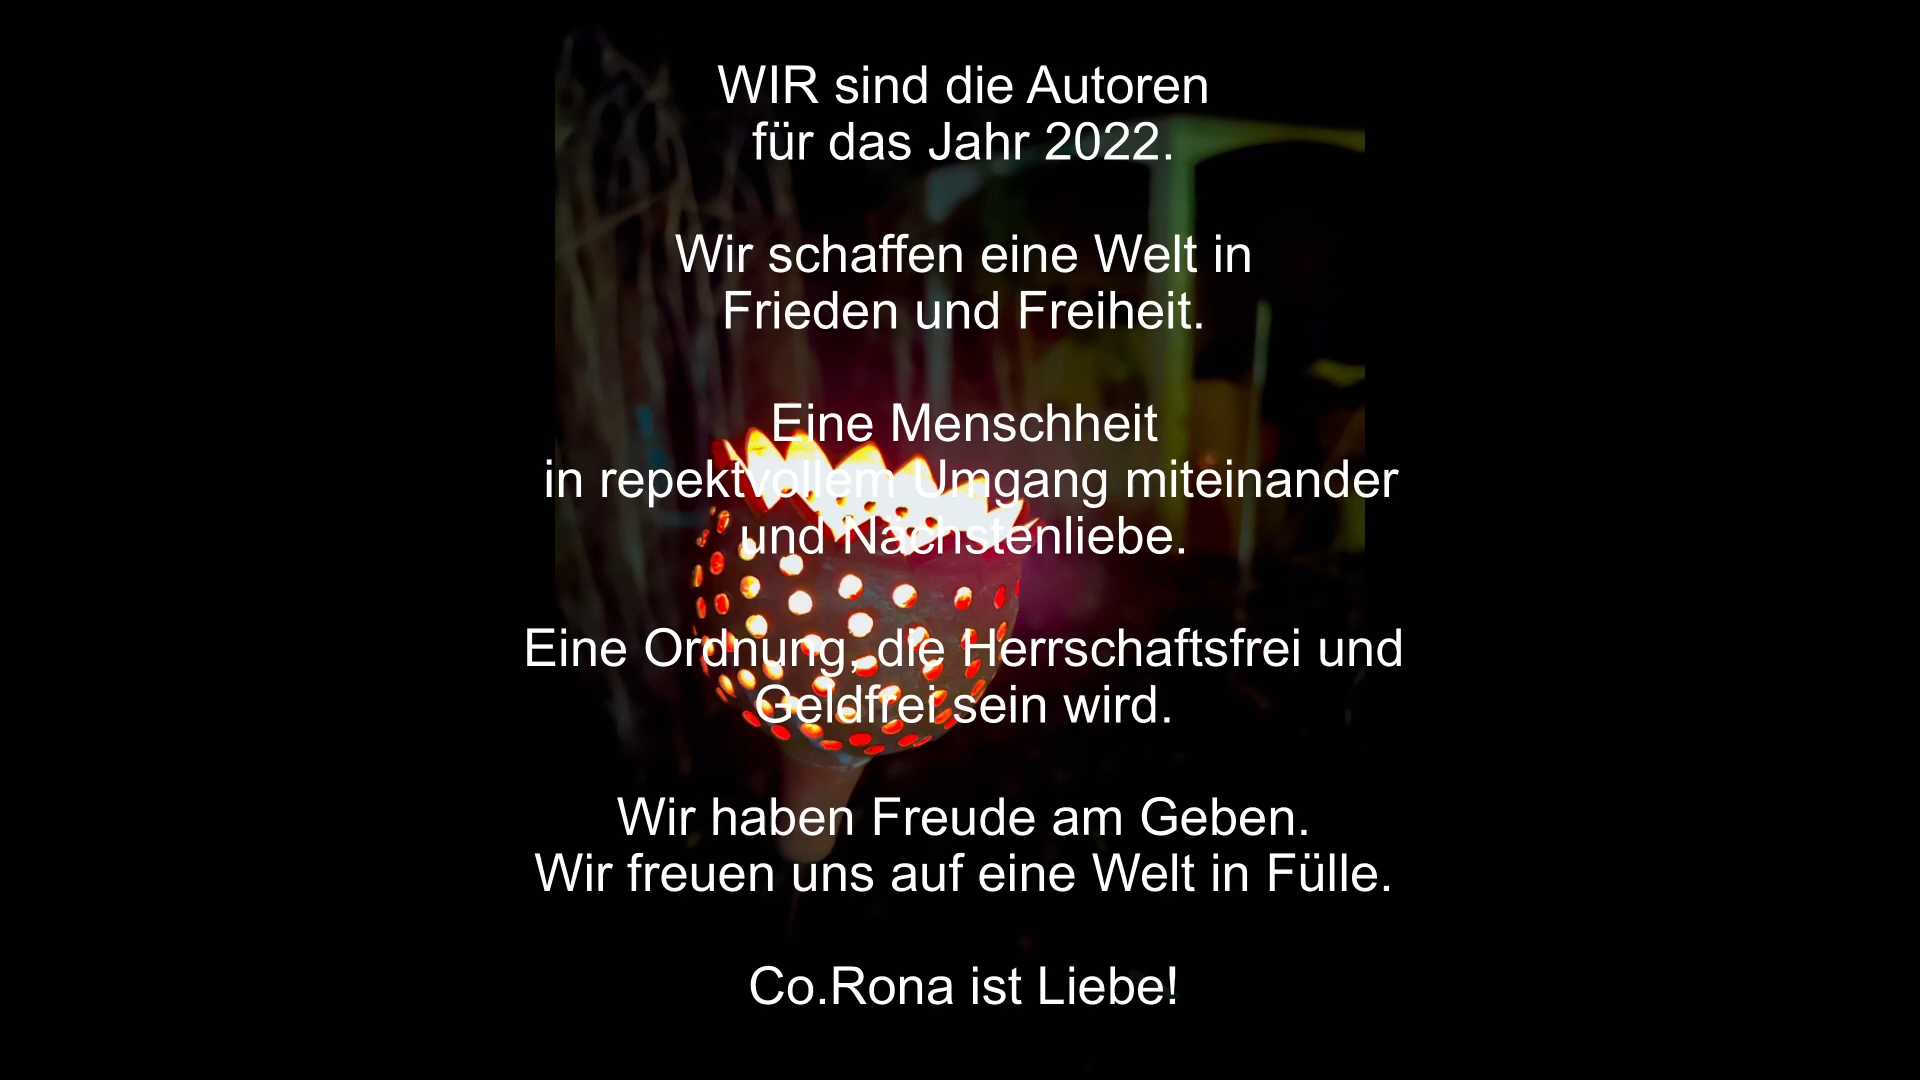 WIR sind die Autoren
für das Jahr 2022.
Wir schaffen eine Welt in
Frieden und Freiheit.
Eine Menschheit
in repektvollem Umgang miteinander
und Nächstenliebe.
Eine Ordnung, die Herrschaftsfrei und
Geldfrei sein wird.
Wir haben Freude am Geben.
Wir freuen uns auf eine Welt in Fülle.
Co.Rona ist Liebe!